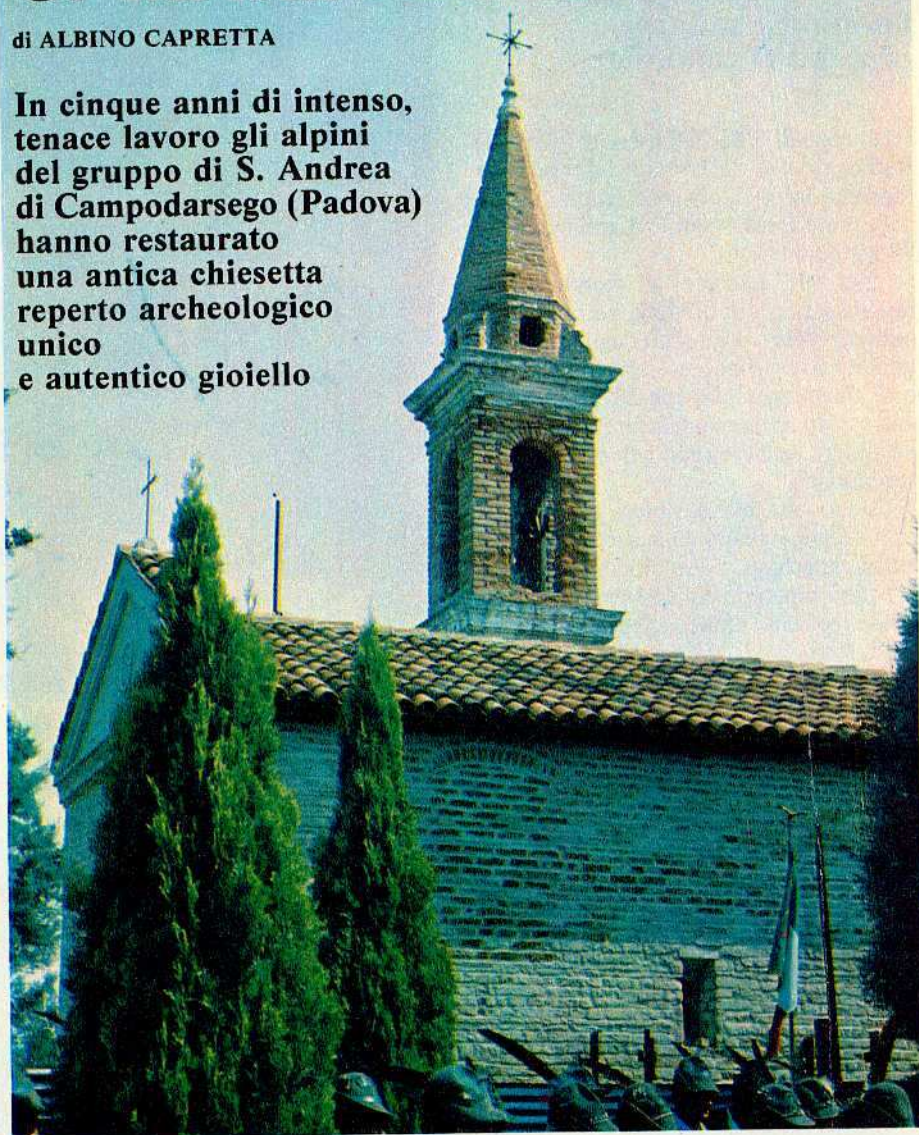 di ALBINO CAPRETTA
In cinque anni di intenso,
tenace lavoro gli alpini
del gruppo di S. Andrea
di Campodarsego (Padova)
hanno restaurato
una antica chiesetta
reperto archeologico
unico
e autentico gioiello